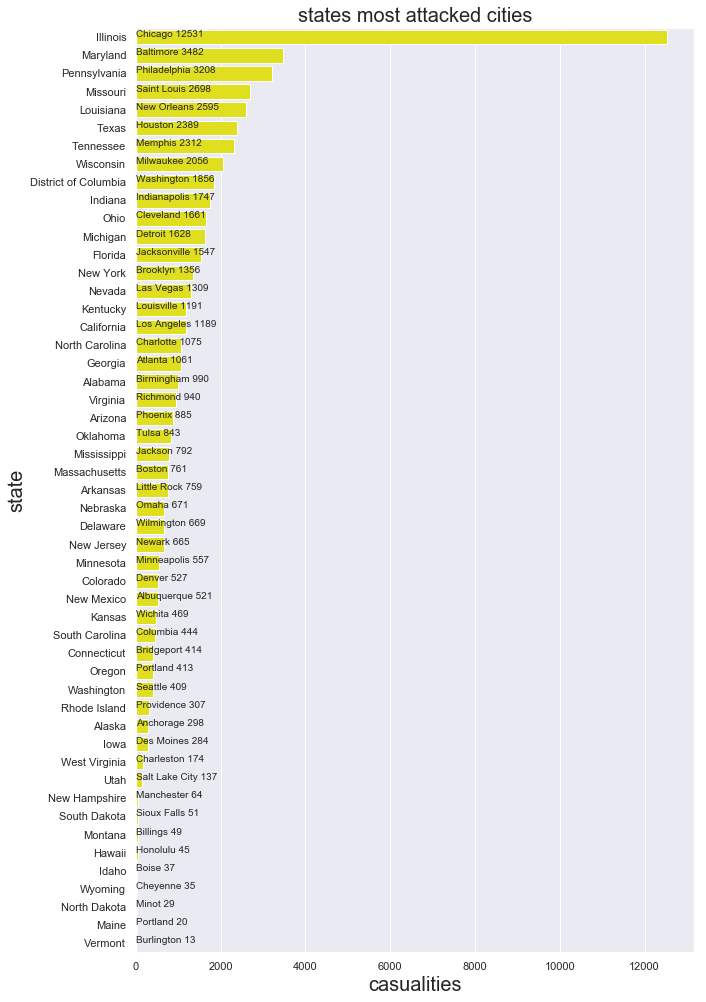 states most attacked cities
Illinois Chicago 12531
Maryland Baltimore 3482
Pennsylvania Philadelphia 3208
Missouri Saint Louis 2698
Louisiana New Orleans 2595
Texas Houston 2389
Tennessee Memphis 2312
Wisconsin Milwaukee 2056
District of Columbia Washington 1856
Indiana Indianapolis 1747
Ohio Cleveland 1661
Michigan Detroit 1628
Florida Jacksonville 1547
New York Brooklyn 1356
Nevada Las Vegas 1309
Kentucky Louisville 1191
California Los Angeles 1189
North Carolina Charlotte 1075
Georgia Atlanta 1061
Alabama Birmingham 990
Virginia Richmond 940
Arizona Phoenix 885
Oklahoma Tulsa 843
Mississippi Jackson 792
Massachusetts Boston 761
Arkansas Little Rock 759
Nebraska Omaha 671
Delaware Wilmington 669
New Jersey Newark 665
Minnesota Minneapolis 557
Colorado Denver 527
New Mexico Albuquerque 521
Kansas Wichita 469
South Carolina Columbia 444
Connecticut Bridgeport 414
Oregon Portland 413
Washington Seattle 409
Rhode Island Providence 307
Alaska Anchorage 298
Iowa Des Moines 284
West Virginia Charleston 174
Utah Salt Lake City 137
New Hampshire Manchester 64
South Dakota Sioux Falls 51
Montana Billings 49
Hawaii Honolulu 45
Idaho Boise 37
Wyoming Cheyenne 35
North Dakota Minot 29
Maine Portland 20
Vermont Burlington 13
state
0 2000 4000 6000 8000 10000 12000
casualities